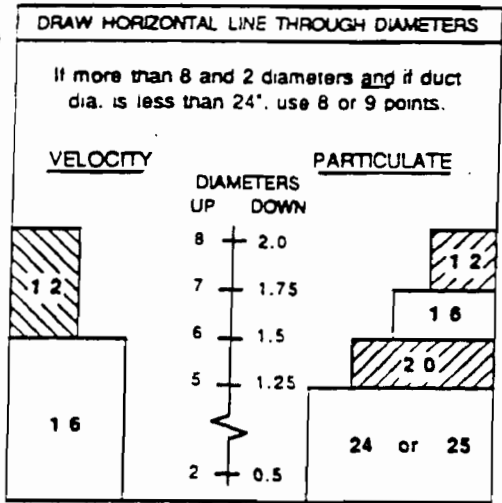 DRAW HORIZONTAL LINE THROUGH DIAMETERS
If more than 8 and 2 diameters and if duct
dia. is less than 24", use 8 or 9 points.
VELOCITY
PARTICULATE
DIAMETERS
UP DOWN
8 2.0
12
12
7 1.75
16
6 1.5
20
5 1.25
16
24 or 25
2 0.5